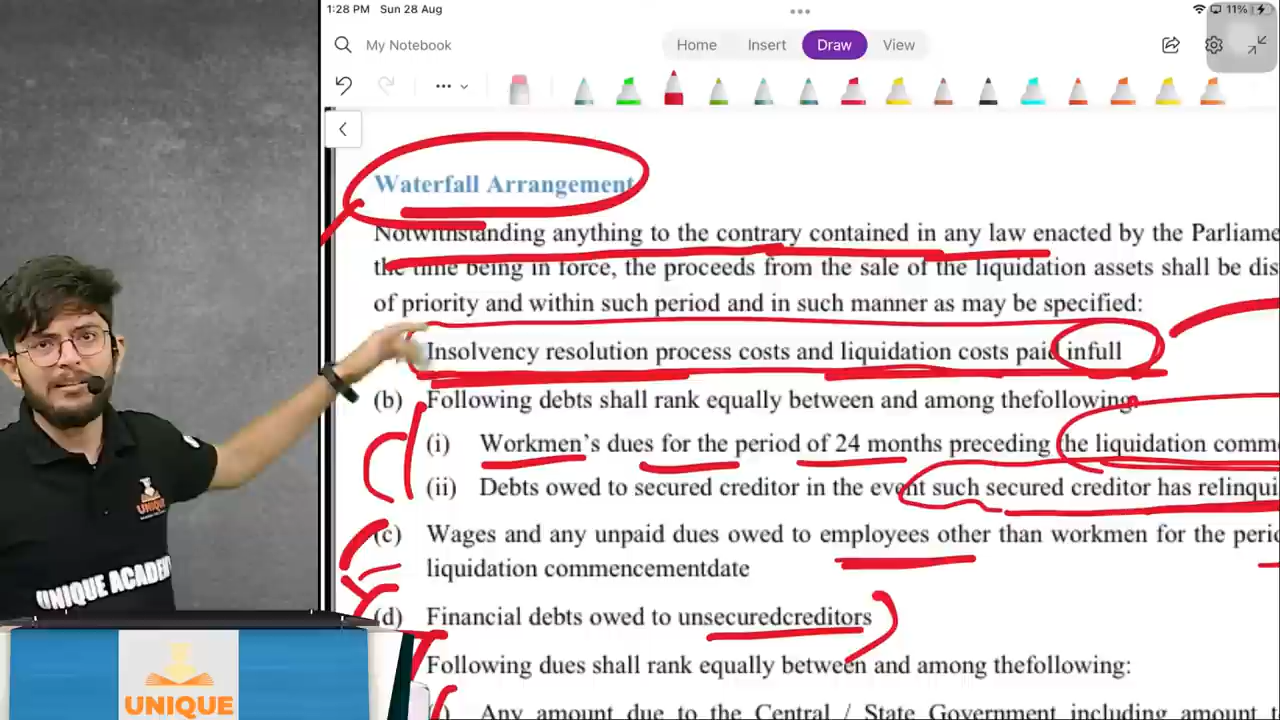 1:28 PM Sun 28 Aug
11%
My Notebook
Home Insert Draw View
Waterfall Arrangement
Notwithstanding anything to the contrary contained in any law enacted by the Parliame
the time being in force, the proceeds from the sale of the liquidation assets shall be dis
of priority and within such period and in such manner as may be specified:
Insolvency resolution process costs and liquidation costs paid infull
(b) Following debts shall rank equally between and among thefollowing:
(i) Workmen's dues for the period of 24 months preceding the liquidation comm
(ii) Debts owed to secured creditor in the event such secured creditor has relinqui
(c) Wages and any unpaid dues owed to employees other than workmen for the peri
liquidation commencementdate
(d) Financial debts owed to unsecuredcreditors
Following dues shall rank equally between and among thefollowing:
Any amount due to the Central / State Government including amount t
UNIQUE
UNIQUE ACADEM
UNIQUE